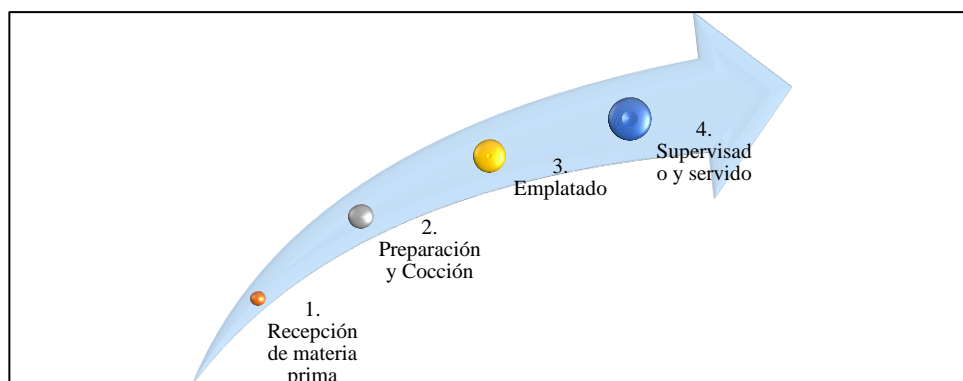 1.
Recepción
de materia
prima
2.
Preparación
y Cocción
3.
Emplatado
4.
Supervisad
o y servido